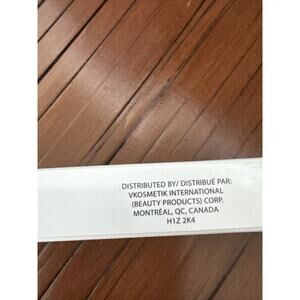 DISTRIBUTED BY/ DISTRIBUÉ PAR:
VKOSMETIK INTERNATIONAL
(BEAUTY PRODUCTS) CORP.
MONTRÉAL, QC, CANADA
H1Z 2K4